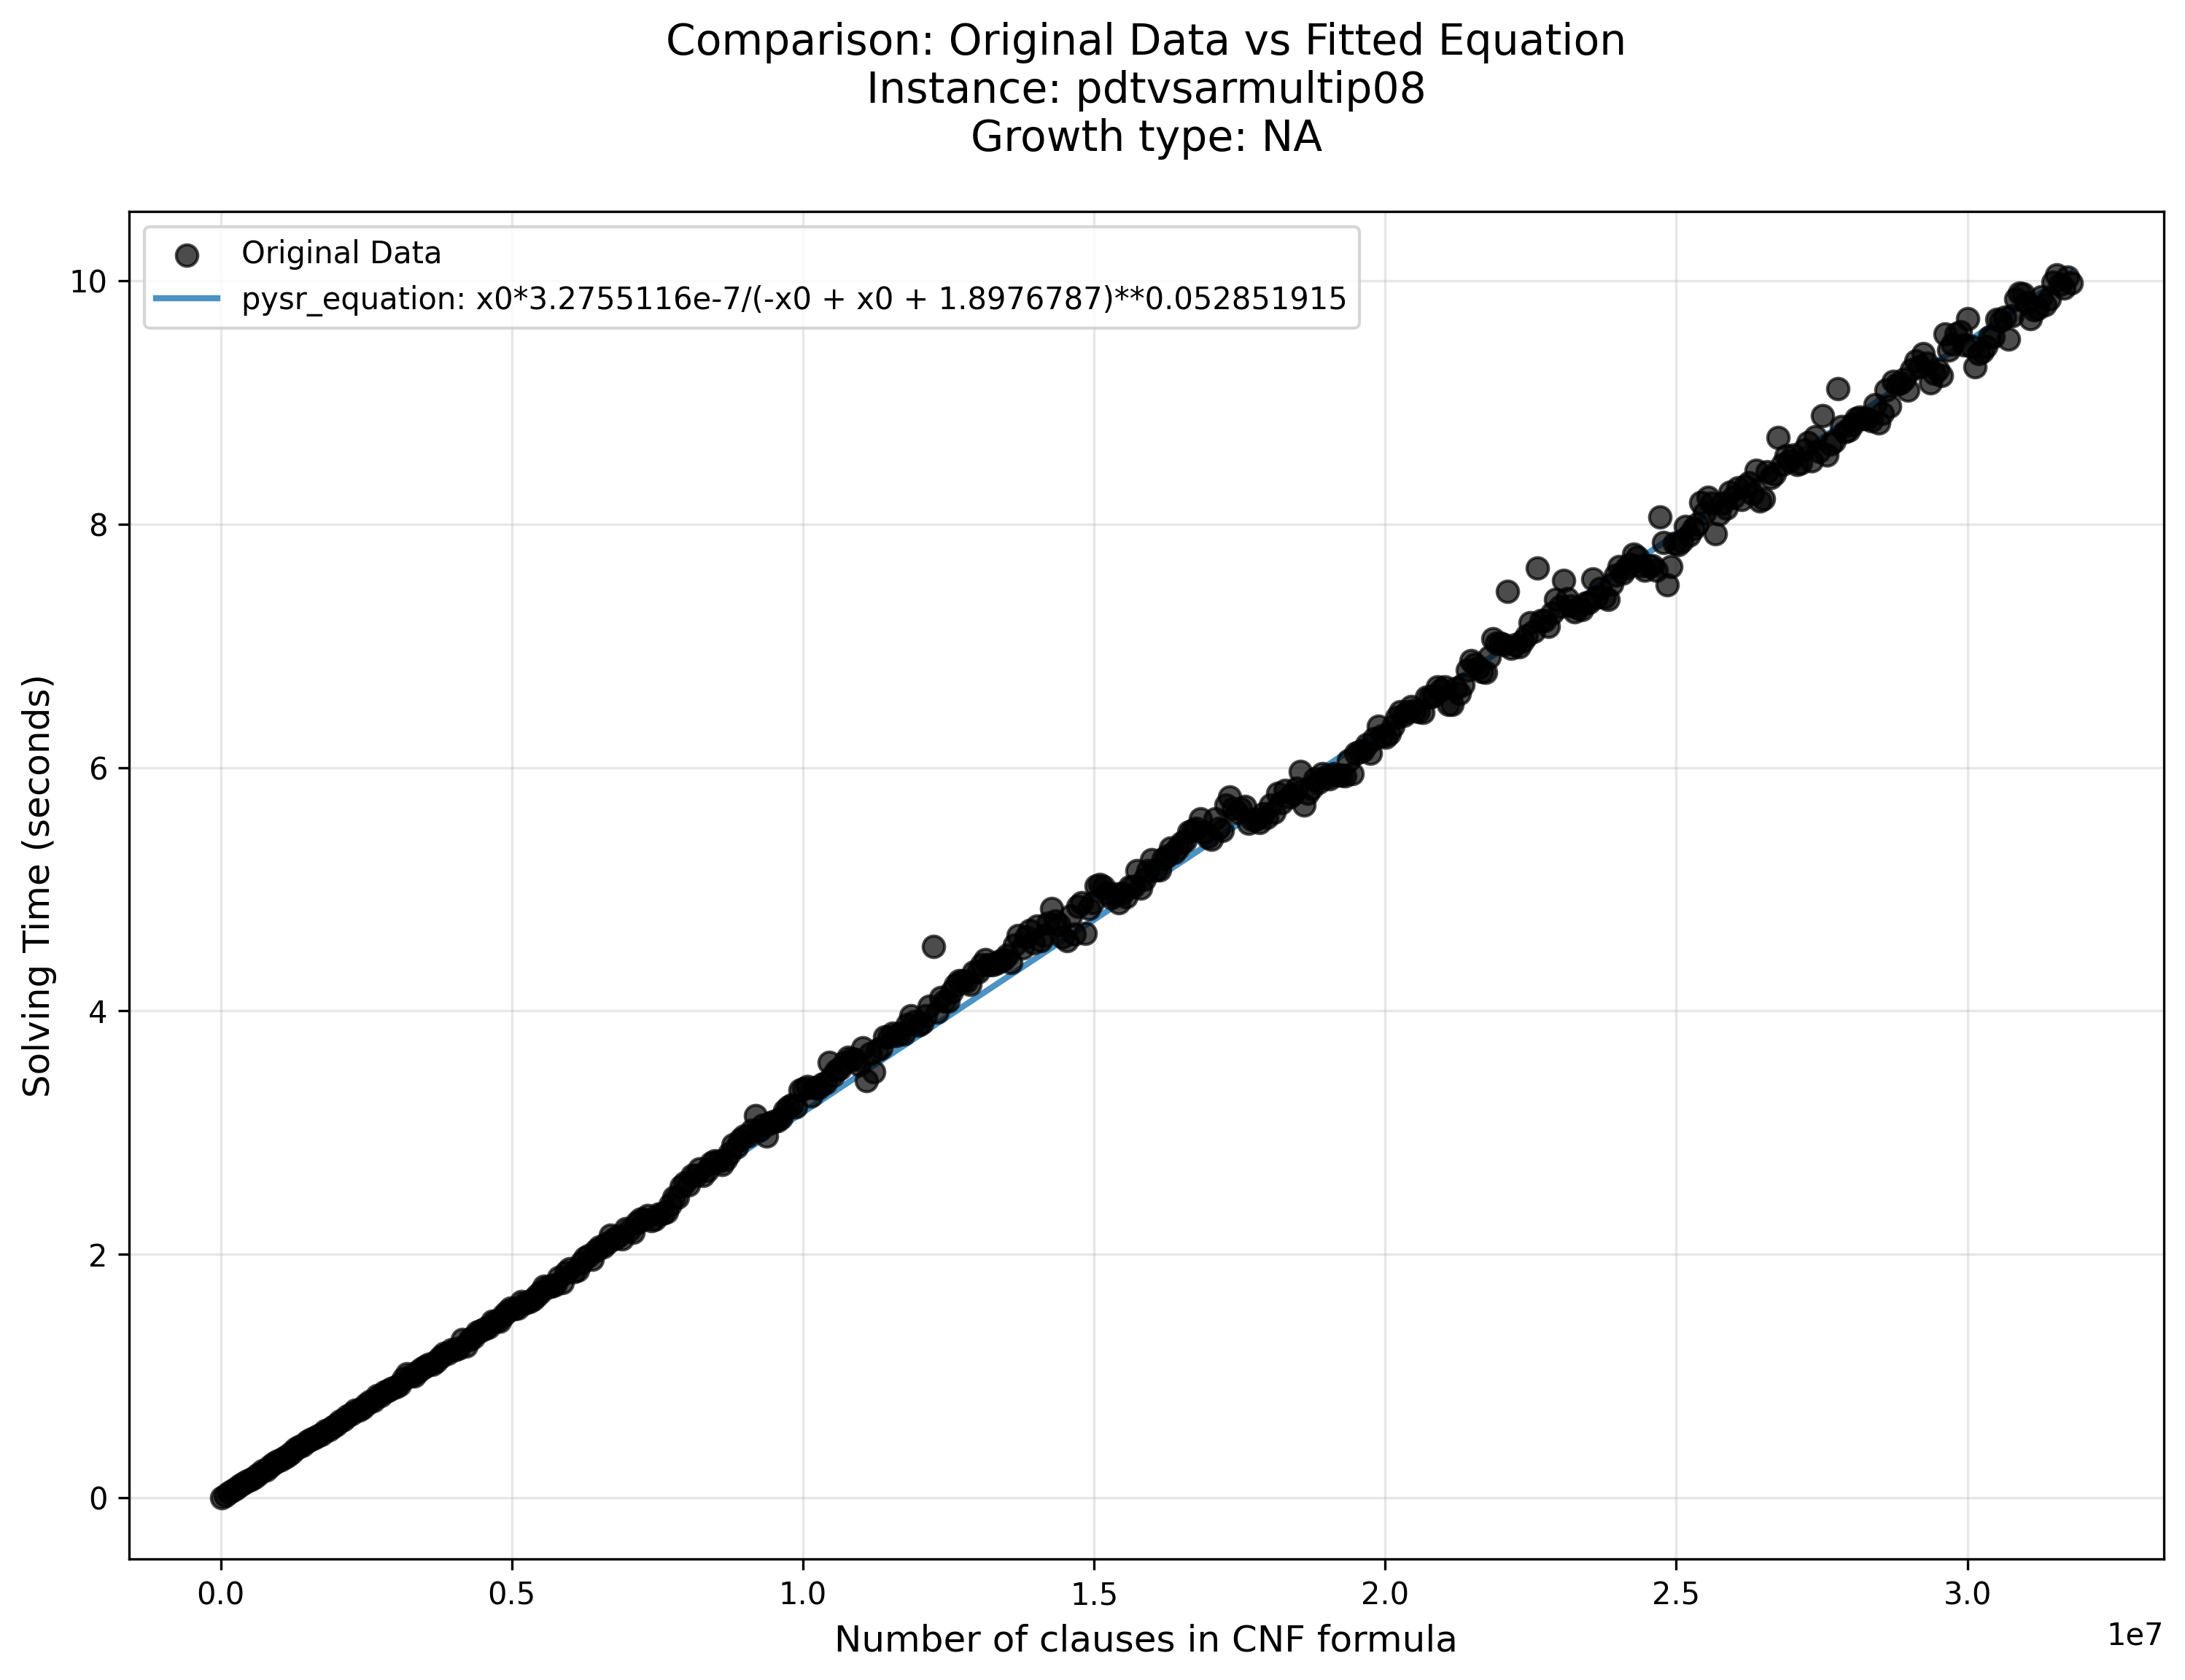 Comparison: Original Data vs Fitted Equation
Instance: pdtvsarmultip08
Growth type: NA
Original Data
pysr_equation: x0*3.2755116e-7/(-x0 + x0 + 1.8976787)**0.052851915
10
8
6
4
2
0
Solving Time (seconds)
0.0 0.5 1.0 1.5 2.0 2.5 3.0
1e7
Number of clauses in CNF formula